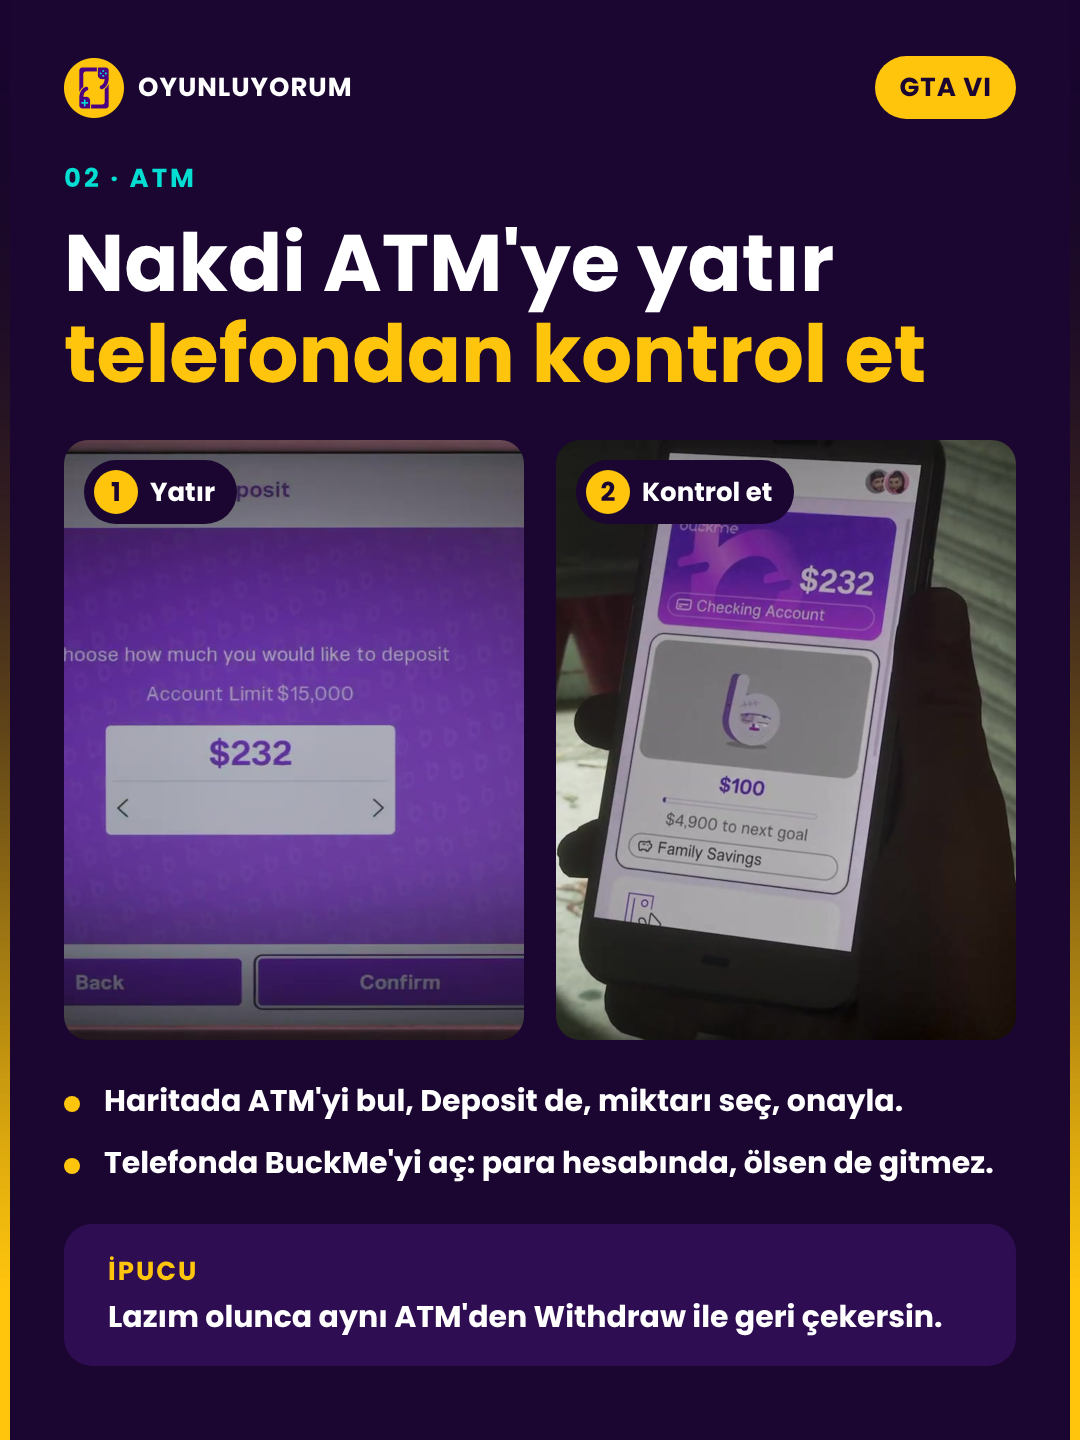 OYUNLUYORUM
GTA VI
02 · ATM
Nakdi ATM'ye yatır
telefondan kontrol et
1 Yatır
posit
hoose how much you would like to deposit
Account Limit $15,000
$232
Back
Confirm
2 Kontrol et
buckme
$232
Checking Account
$100
$4,900 to next goal
Family Savings
Haritada ATM'yi bul, Deposit de, miktarı seç, onayla.
Telefonda BuckMe'yi aç: para hesabında, ölsen de gitmez.
İPUCU
Lazım olunca aynı ATM'den Withdraw ile geri çekersin.